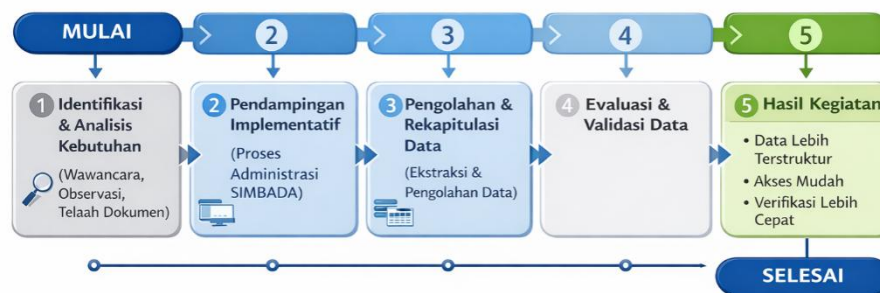 MULAI
2
3
4
5
1 Identifikasi
& Analisis
Kebutuhan
(Wawancara,
Observasi,
Telaah Dokumen)
2 Pendampingan
Implementatif
(Proses
Administrasi
SIMBADA)
3 Pengolahan &
Rekapitulasi
Data
(Ekstraksi &
Pengolahan Data)
4 Evaluasi &
Validasi Data
5 Hasil Kegiatan
• Data Lebih
Terstruktur
• Akses Mudah
• Verifikasi Lebih
Cepat
SELESAI